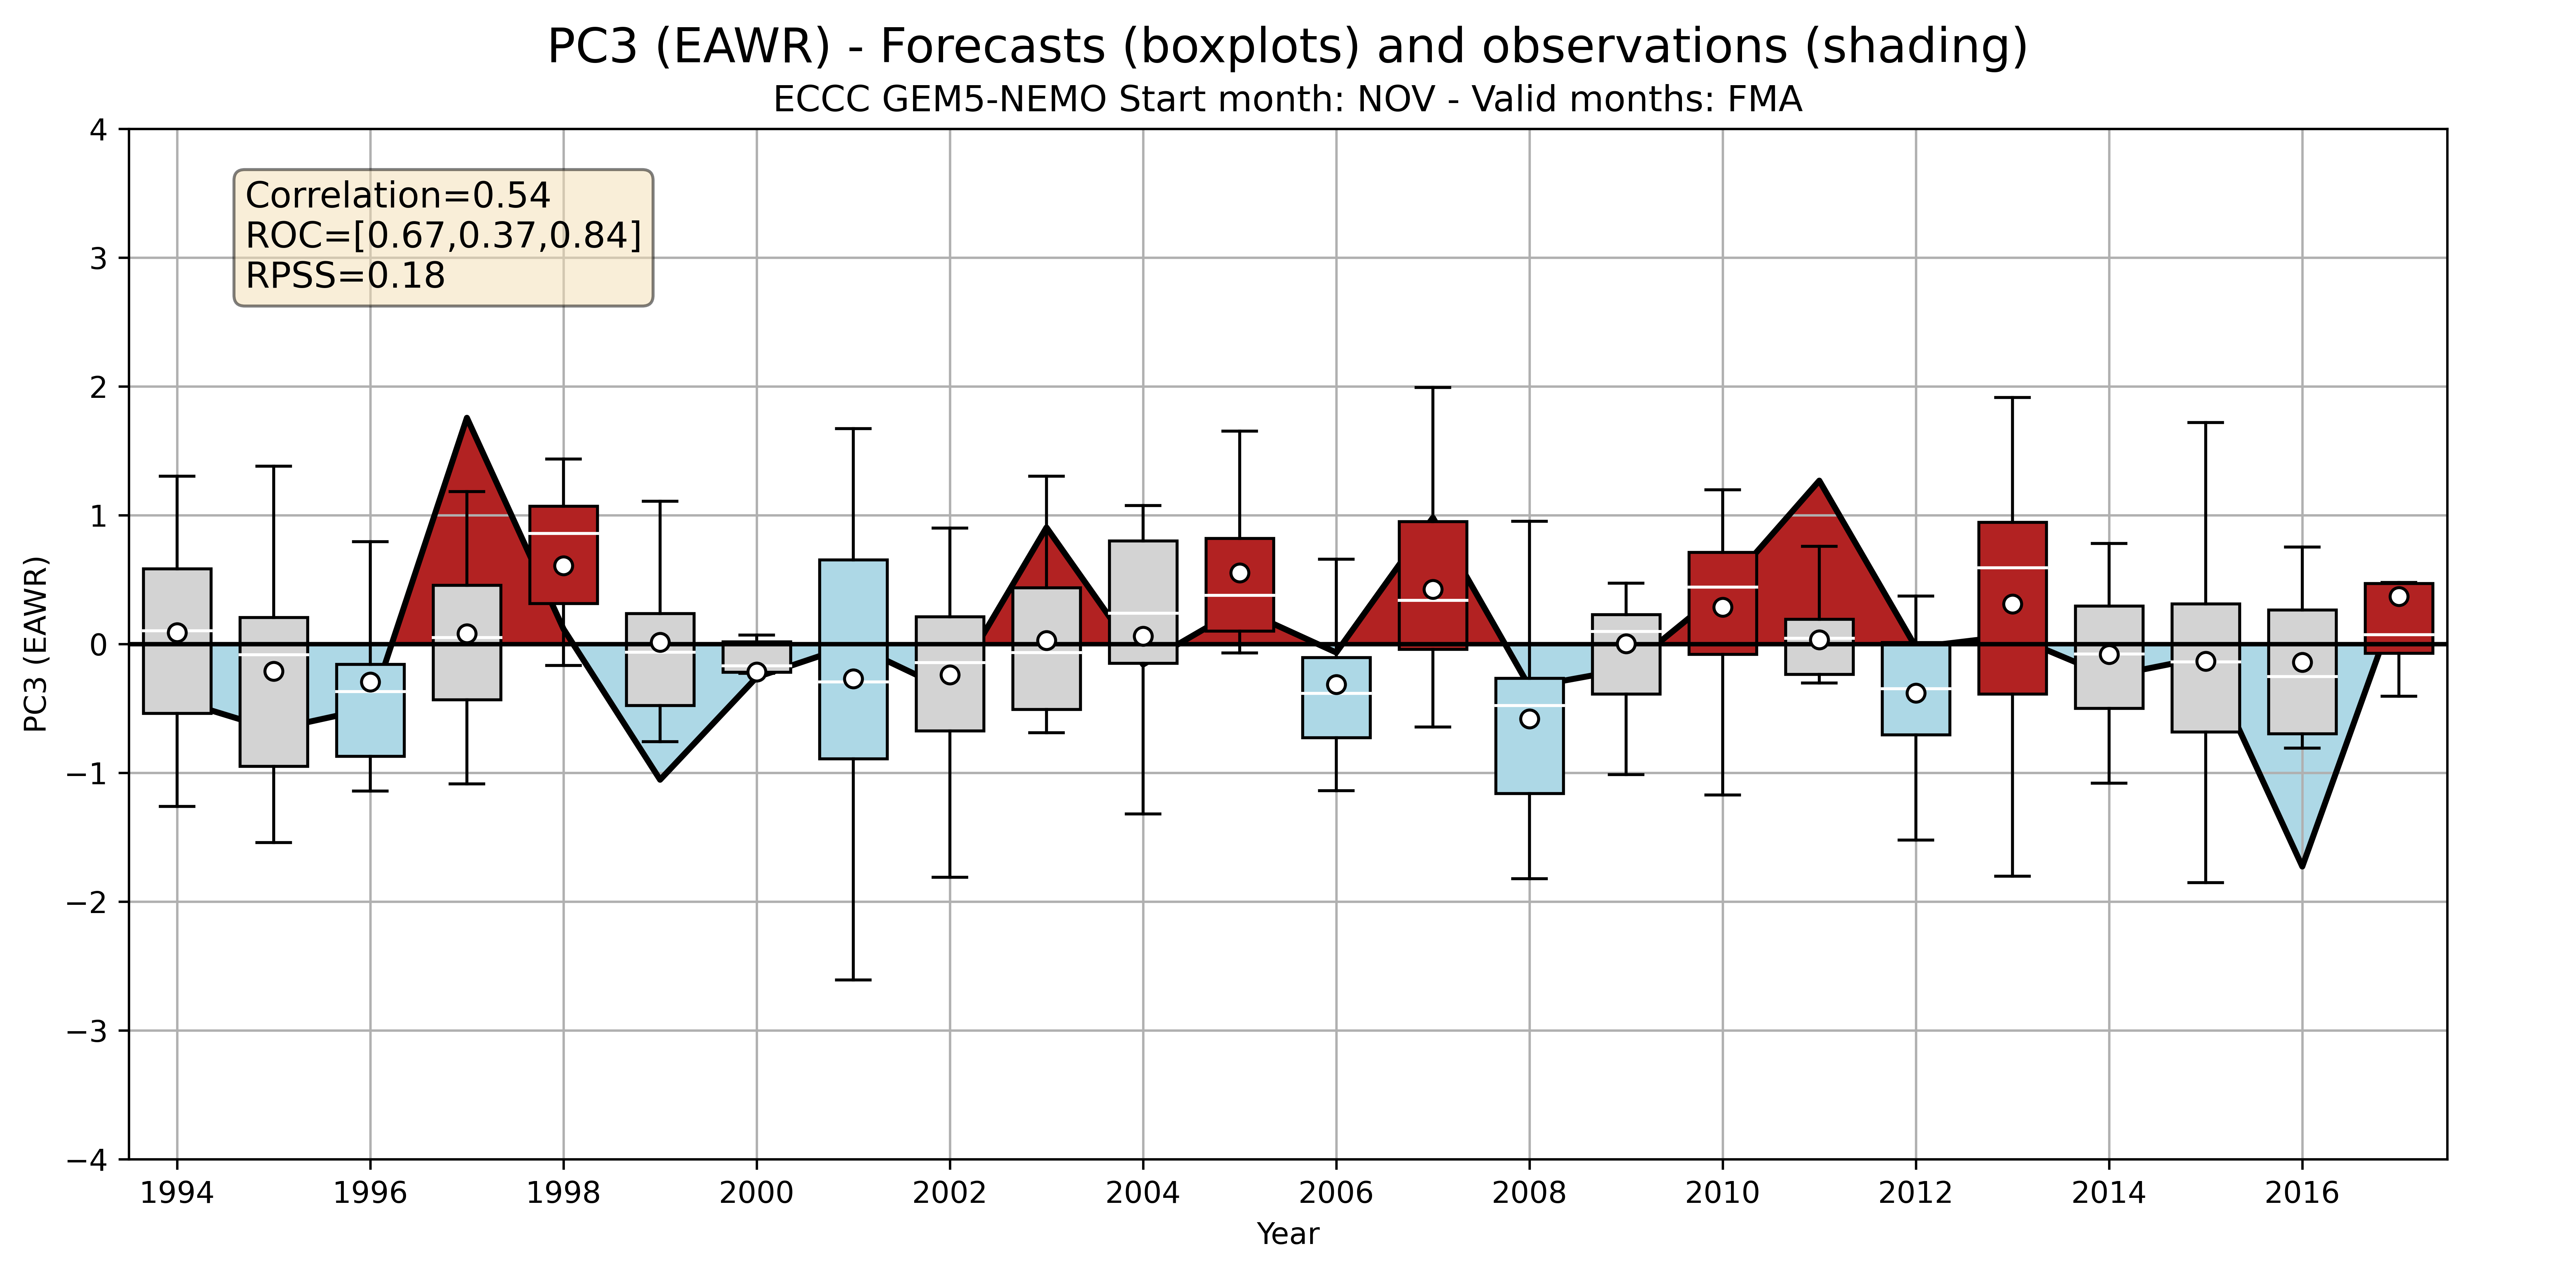 PC3 (EAWR) - Forecasts (boxplots) and observations (shading)
ECCC GEM5-NEMO Start month: NOV - Valid months: FMA
Correlation=0.54
ROC=[0.67,0.37,0.84]
RPSS=0.18
PC3 (EAWR)
4
3
2
1
0
−1
−2
−3
−4
1994 1996 1998 2000 2002 2004 2006 2008 2010 2012 2014 2016
Year